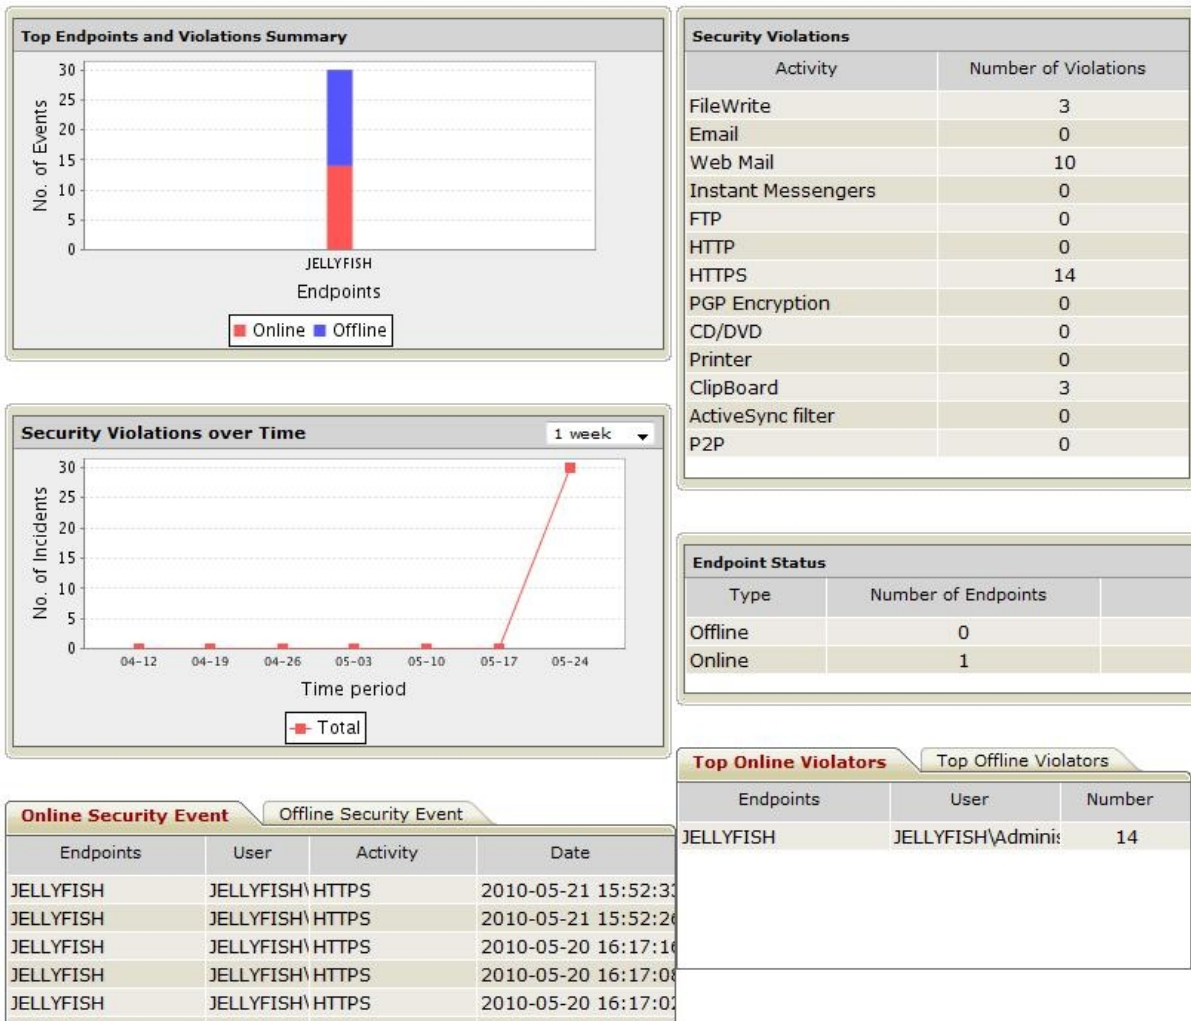 Top Endpoints and Violations Summary
No. of Events
30
25
20
15
10
5
0
JELLYFISH
Endpoints
Online Offline
Security Violations over Time
1 week
No. of Incidents
30
25
20
15
10
5
0
04-12 04-19 04-26 05-03 05-10 05-17 05-24
Time period
Total
Online Security Event Offline Security Event
Endpoints User Activity Date
JELLYFISH JELLYFISH\ HTTPS 2010-05-21 15:52:33
JELLYFISH JELLYFISH\ HTTPS 2010-05-21 15:52:26
JELLYFISH JELLYFISH\ HTTPS 2010-05-20 16:17:16
JELLYFISH JELLYFISH\ HTTPS 2010-05-20 16:17:08
JELLYFISH JELLYFISH\ HTTPS 2010-05-20 16:17:02
Security Violations
Activity Number of Violations
FileWrite 3
Email 0
Web Mail 10
Instant Messengers 0
FTP 0
HTTP 0
HTTPS 14
PGP Encryption 0
CD/DVD 0
Printer 0
ClipBoard 3
ActiveSync filter 0
P2P 0
Endpoint Status
Type Number of Endpoints
Offline 0
Online 1
Top Online Violators Top Offline Violators
Endpoints User Number
JELLYFISH JELLYFISH\Adminis 14